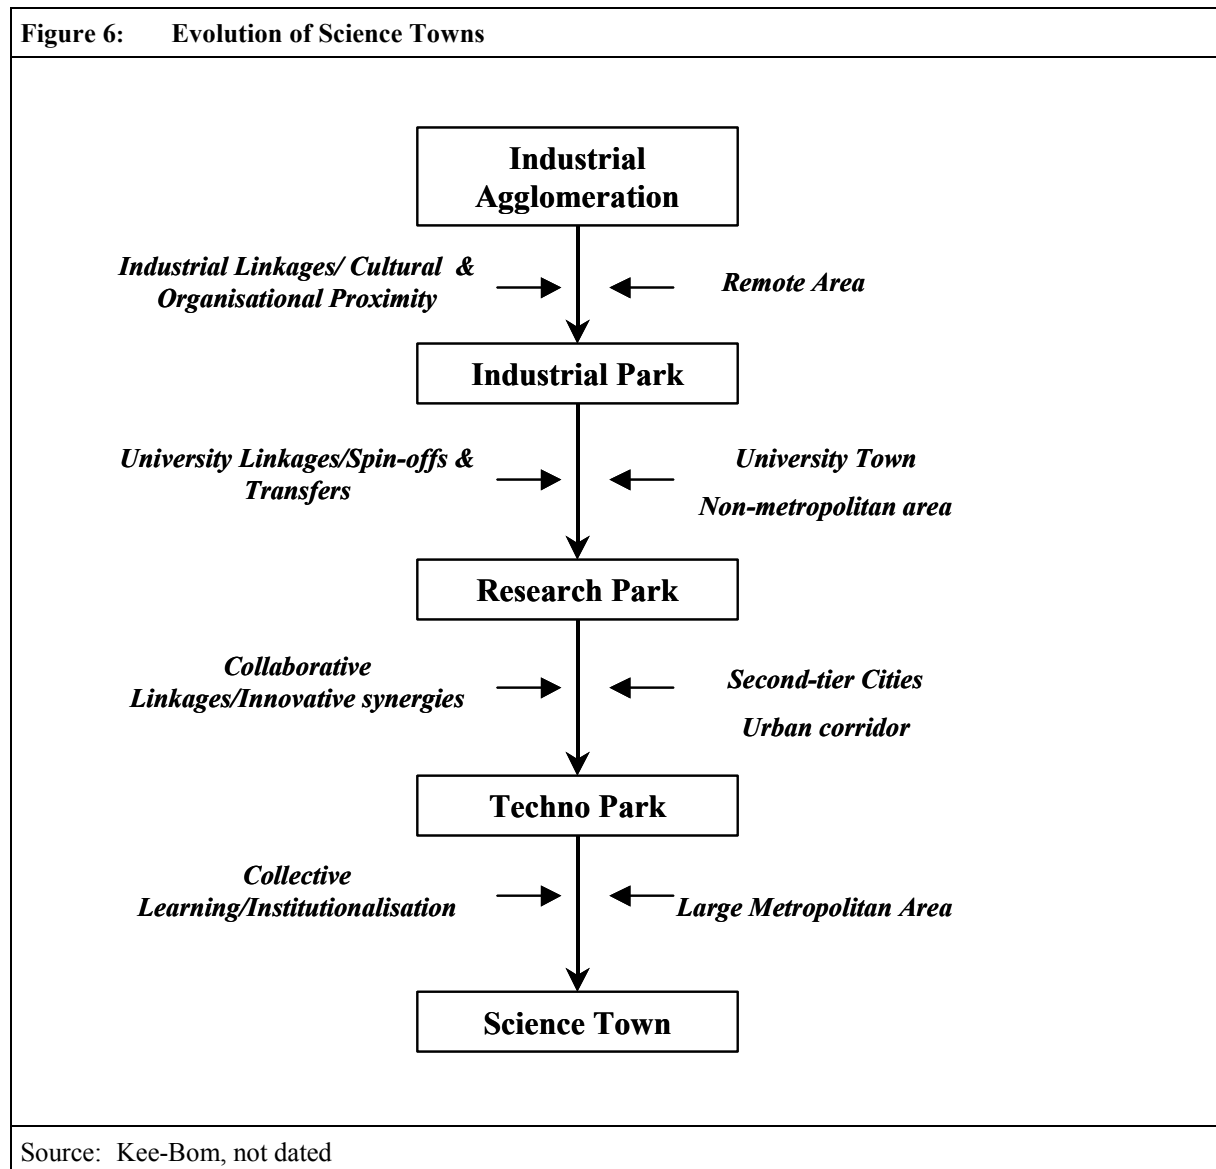 Figure 6: Evolution of Science Towns
Industrial
Agglomeration
Industrial Linkages/ Cultural &
Organisational Proximity
Remote Area
Industrial Park
University Linkages/Spin-offs &
Transfers
University Town
Non-metropolitan area
Research Park
Collaborative
Linkages/Innovative synergies
Second-tier Cities
Urban corridor
Techno Park
Collective
Learning/Institutionalisation
Large Metropolitan Area
Science Town
Source: Kee-Bom, not dated